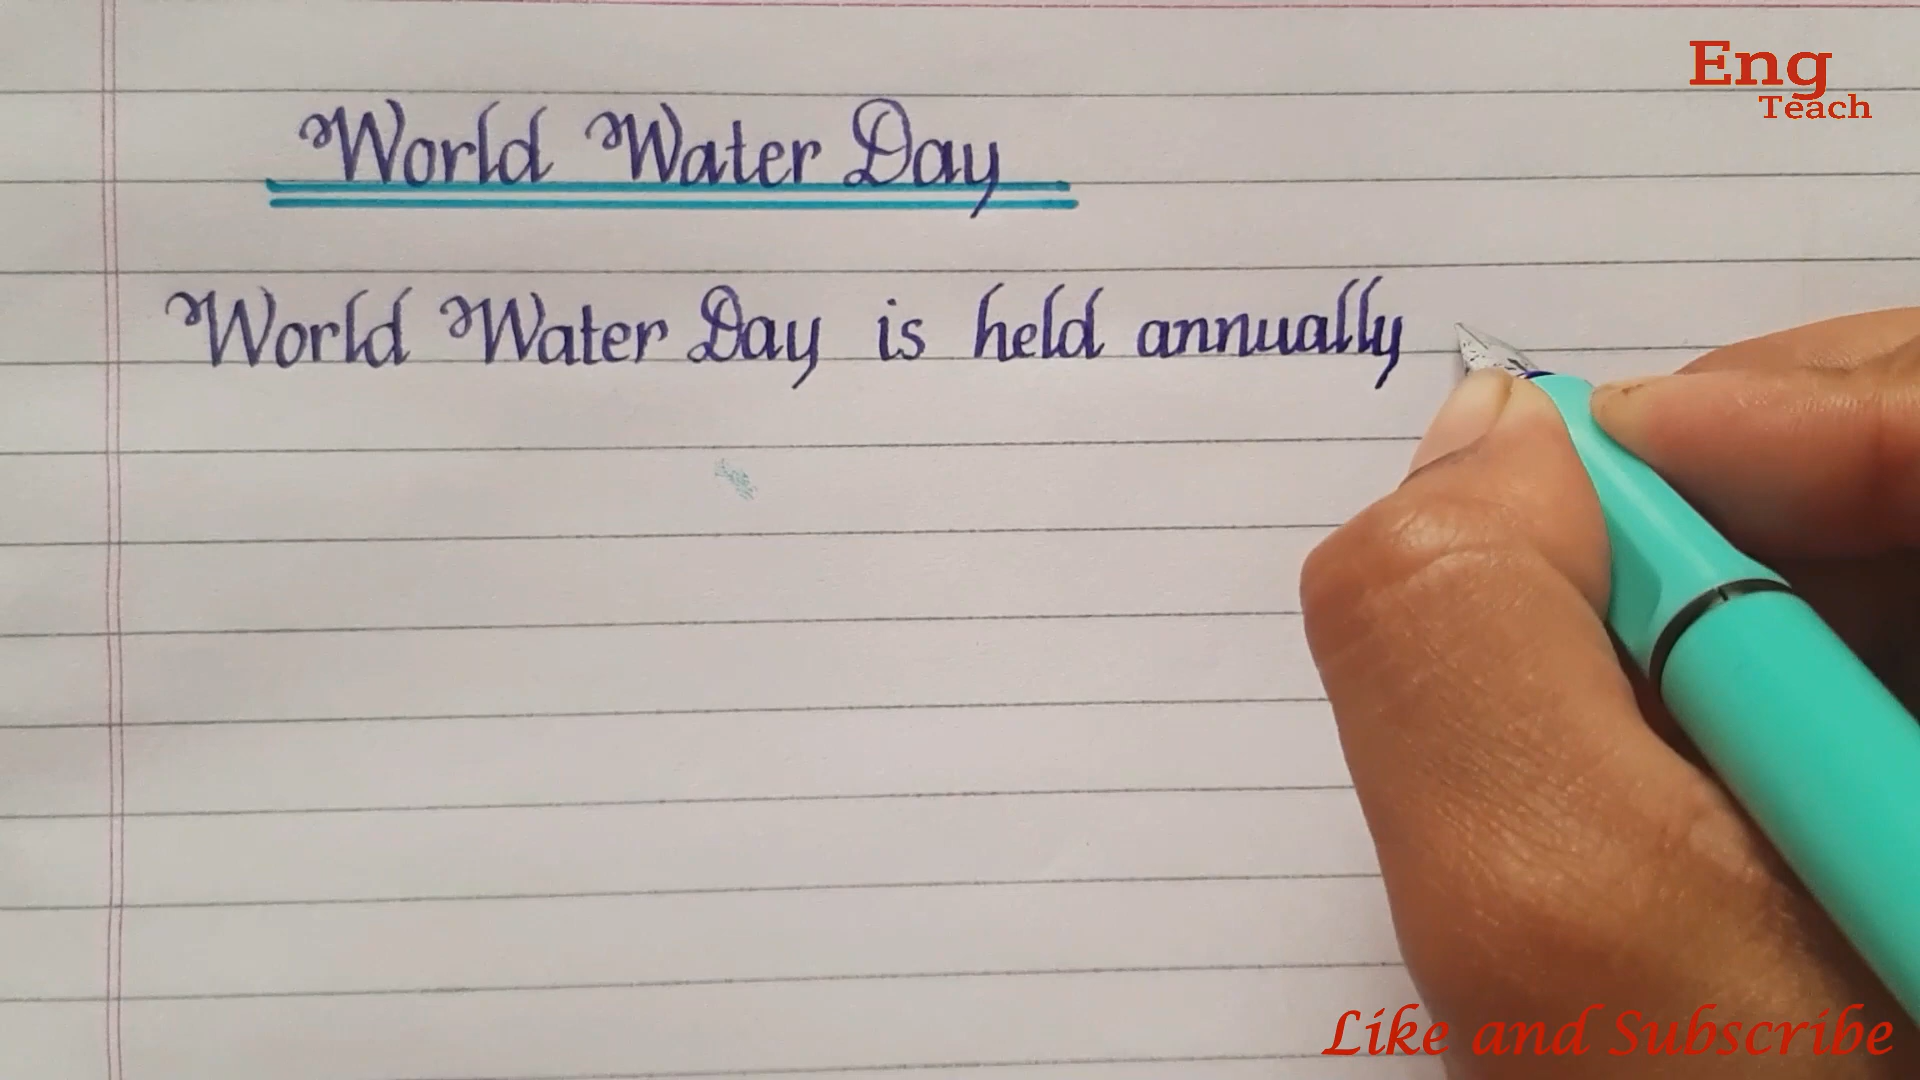 Eng
Teach
World Water Day
World Water Day is held annually
Like and Subscribe